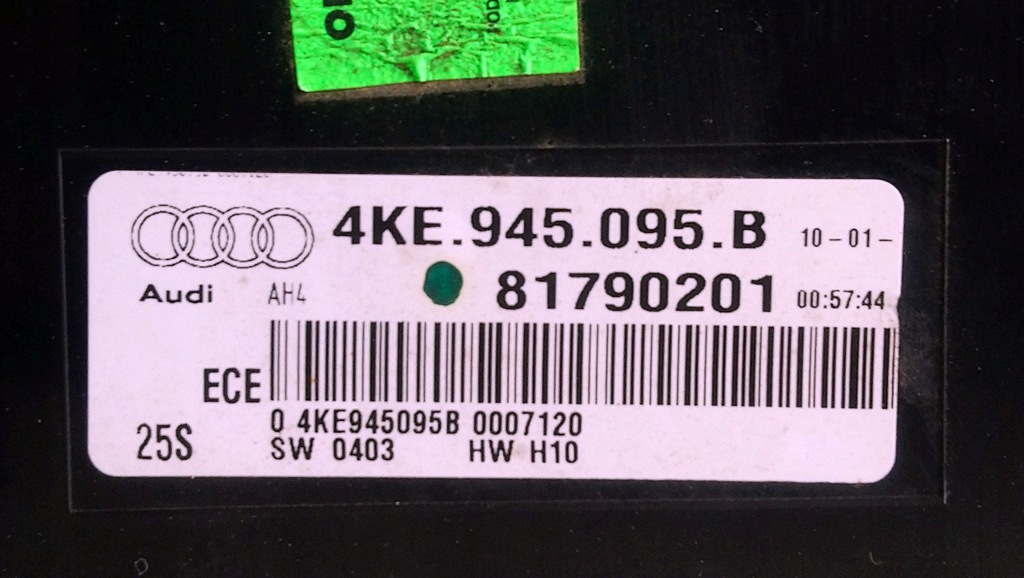 4KE.945.095.B 10-01-
Audi AH4 81790201 00:57:44
ECE
0 4KE945095B 0007120
25S SW 0403 HW H10